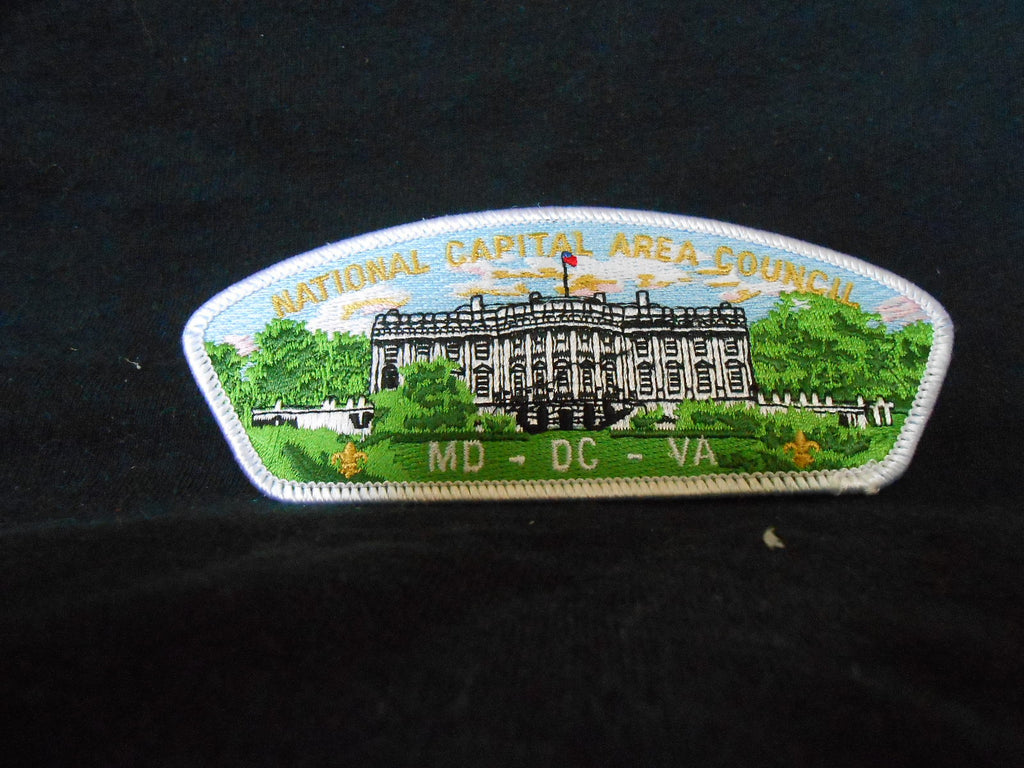 NATIONAL CAPITAL AREA COUNCIL
MD - DC - VA